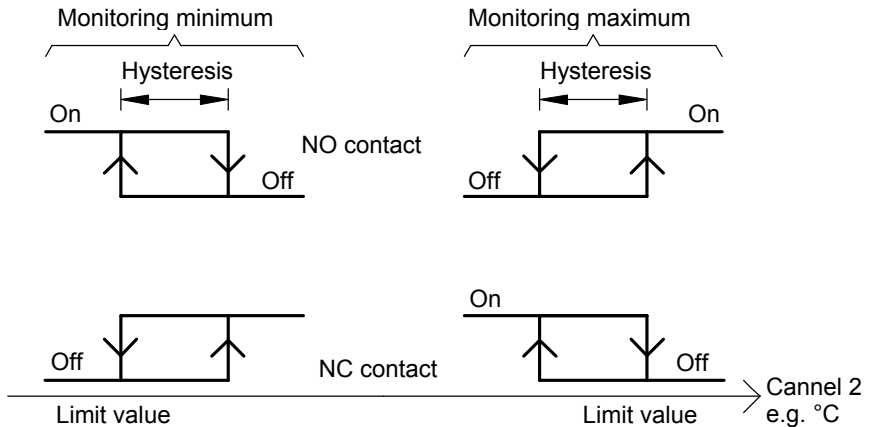 Monitoring minimum
Monitoring maximum
Hysteresis
Hysteresis
On
On
NO contact
Off
Off
On
Off
NC contact
Off
Cannel 2
e.g. °C
Limit value
Limit value